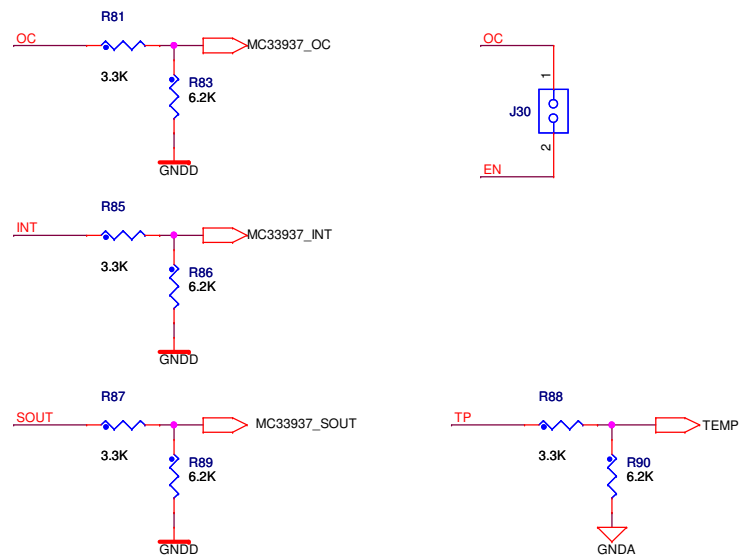 R81
OC
3.3K
MC33937_OC
R83
6.2K
GNDD
OC
1
J30
2
EN
R85
INT
3.3K
MC33937_INT
R86
6.2K
GNDD
R87
SOUT
3.3K
MC33937_SOUT
R89
6.2K
GNDD
R88
TP
3.3K
TEMP
R90
6.2K
GNDA